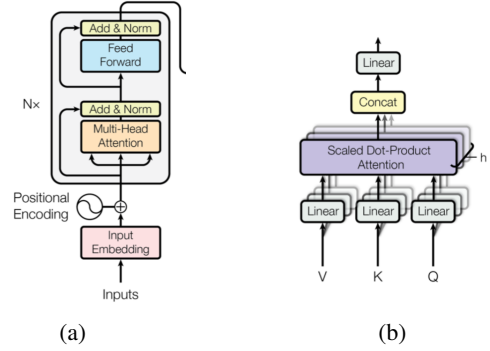 Add & Norm
Feed
Forward
Nx
Add & Norm
Multi-Head
Attention
Positional
Encoding
Input
Embedding
Inputs
(a)
Linear
Concat
Scaled Dot-Product
Attention
h
Linear
Linear
Linear
V
K
Q
(b)